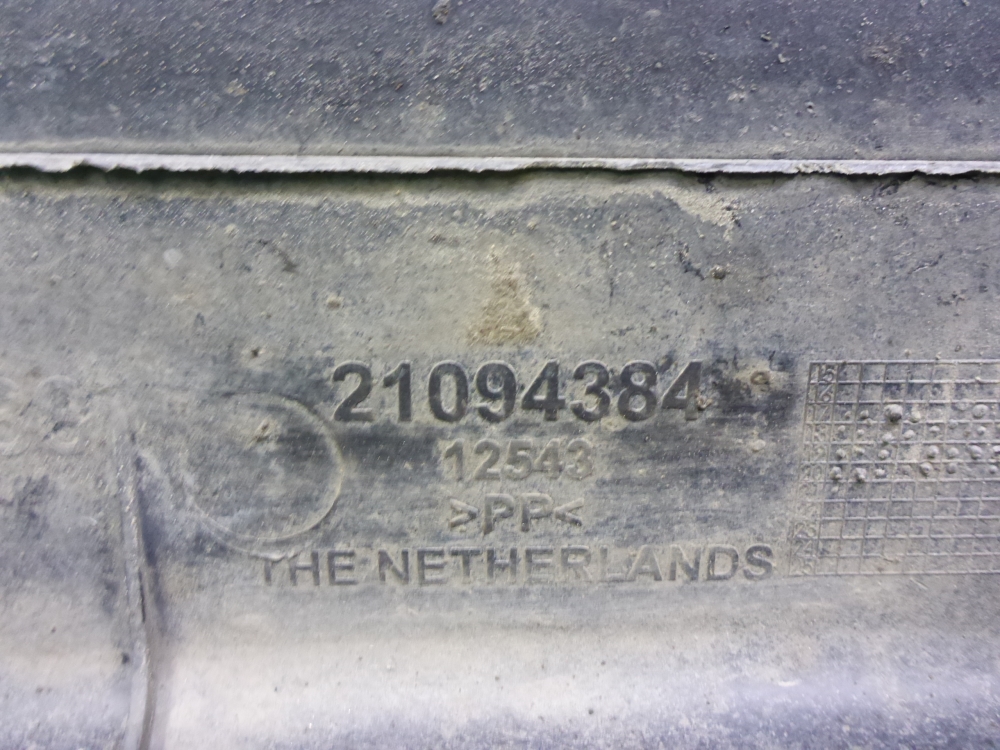 21094384
12543
>PP<
THE NETHERLANDS